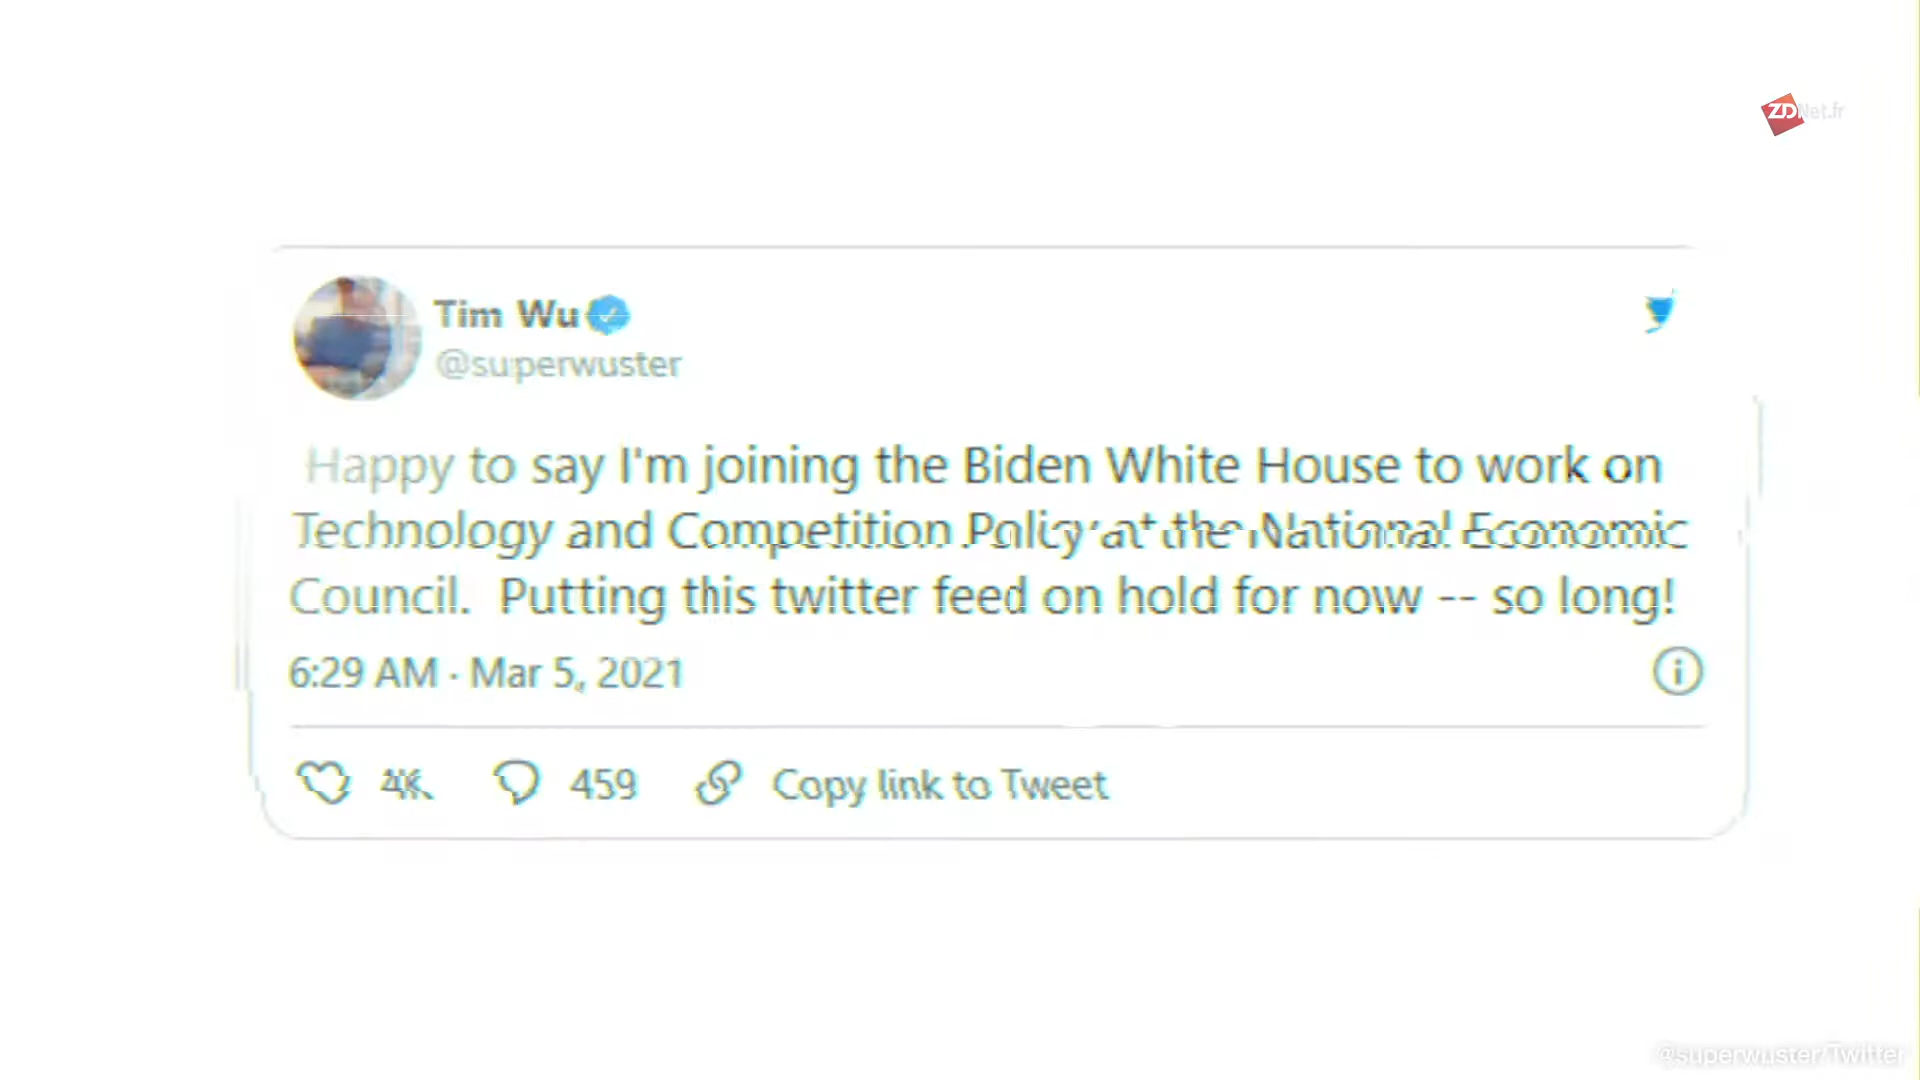 ZDNet.fr
Tim Wu
@superwuster
Happy to say I'm joining the Biden White House to work on
Technology and Competition Policy at the National Economic
Council. Putting this twitter feed on hold for now -- so long!
6:29 AM · Mar 5, 2021
4K
459
Copy link to Tweet
@superwuster/Twitter